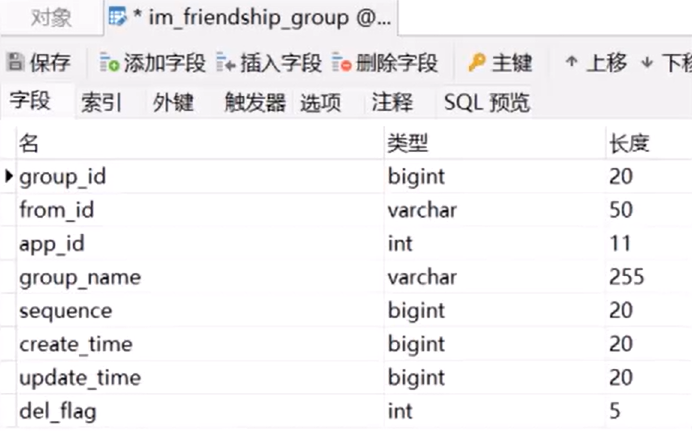 对象 * im_friendship_group @...
保存 添加字段 插入字段 删除字段 主键 上移
字段 索引 外键 触发器 选项 注释 SQL 预览
名 类型 长度
group_id bigint 20
from_id varchar 50
app_id int 11
group_name varchar 255
sequence bigint 20
create_time bigint 20
update_time bigint 20
del_flag int 5